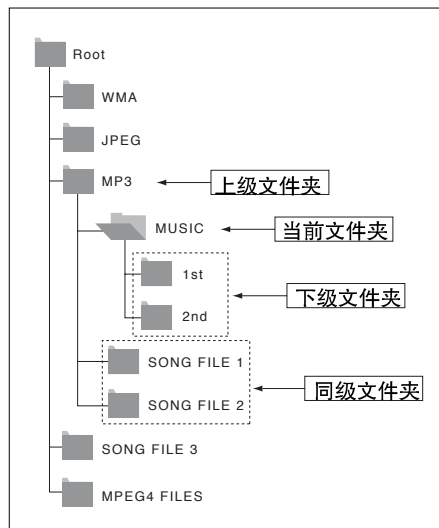 Root
WMA
JPEG
MP3 上级文件夹
MUSIC 当前文件夹
1st
下级文件夹
2nd
SONG FILE 1
同级文件夹
SONG FILE 2
SONG FILE 3
MPEG4 FILES